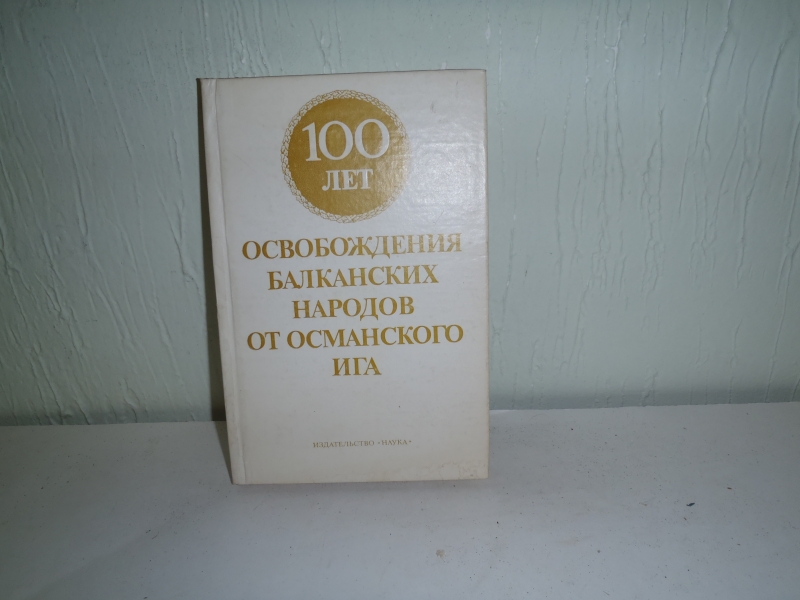 100
ЛЕТ
ОСВОБОЖДЕНИЯ
БАЛКАНСКИХ
НАРОДОВ
ОТ ОСМАНСКОГО
ИГА
ИЗДАТЕЛЬСТВО «НАУКА»